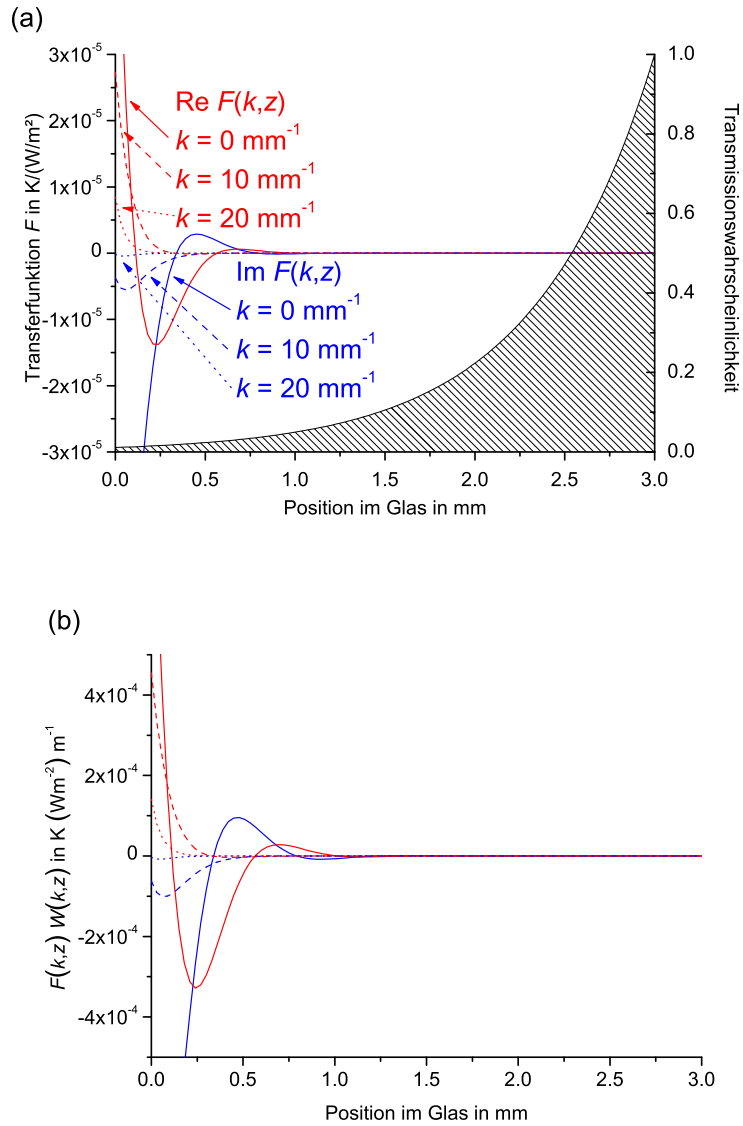 (a)
3x10⁻⁵
2x10⁻⁵
1x10⁻⁵
0
-1x10⁻⁵
-2x10⁻⁵
-3x10⁻⁵
Transferfunktion F in K/(W/m²)
Re F(k,z)
k = 0 mm⁻¹
k = 10 mm⁻¹
k = 20 mm⁻¹
Im F(k,z)
k = 0 mm⁻¹
k = 10 mm⁻¹
k = 20 mm⁻¹
1.0
0.8
0.6
0.4
0.2
0.0
Transmissionswahrscheinlichkeit
0.0 0.5 1.0 1.5 2.0 2.5 3.0
Position im Glas in mm
(b)
4x10⁻⁴
2x10⁻⁴
0
-2x10⁻⁴
-4x10⁻⁴
F(k,z) W(k,z) in K (Wm⁻²) m⁻¹
0.0 0.5 1.0 1.5 2.0 2.5 3.0
Position im Glas in mm